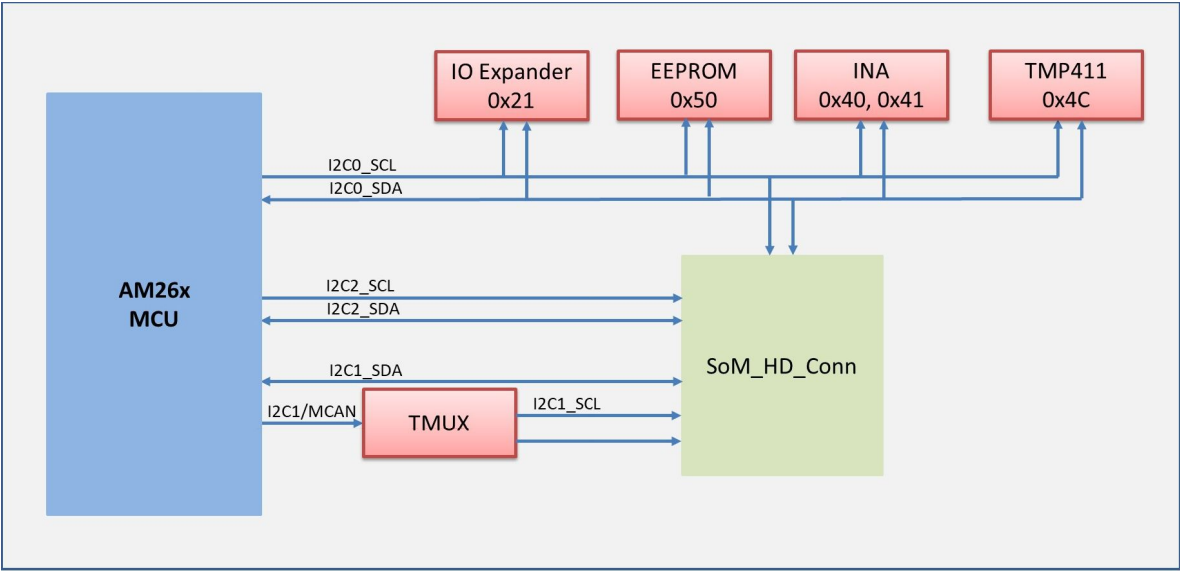 IO Expander
0x21
EEPROM
0x50
INA
0x40, 0x41
TMP411
0x4C
I2C0_SCL
I2C0_SDA
AM26x
MCU
I2C2_SCL
I2C2_SDA
I2C1_SDA
I2C1/MCAN
TMUX
I2C1_SCL
SoM_HD_Conn